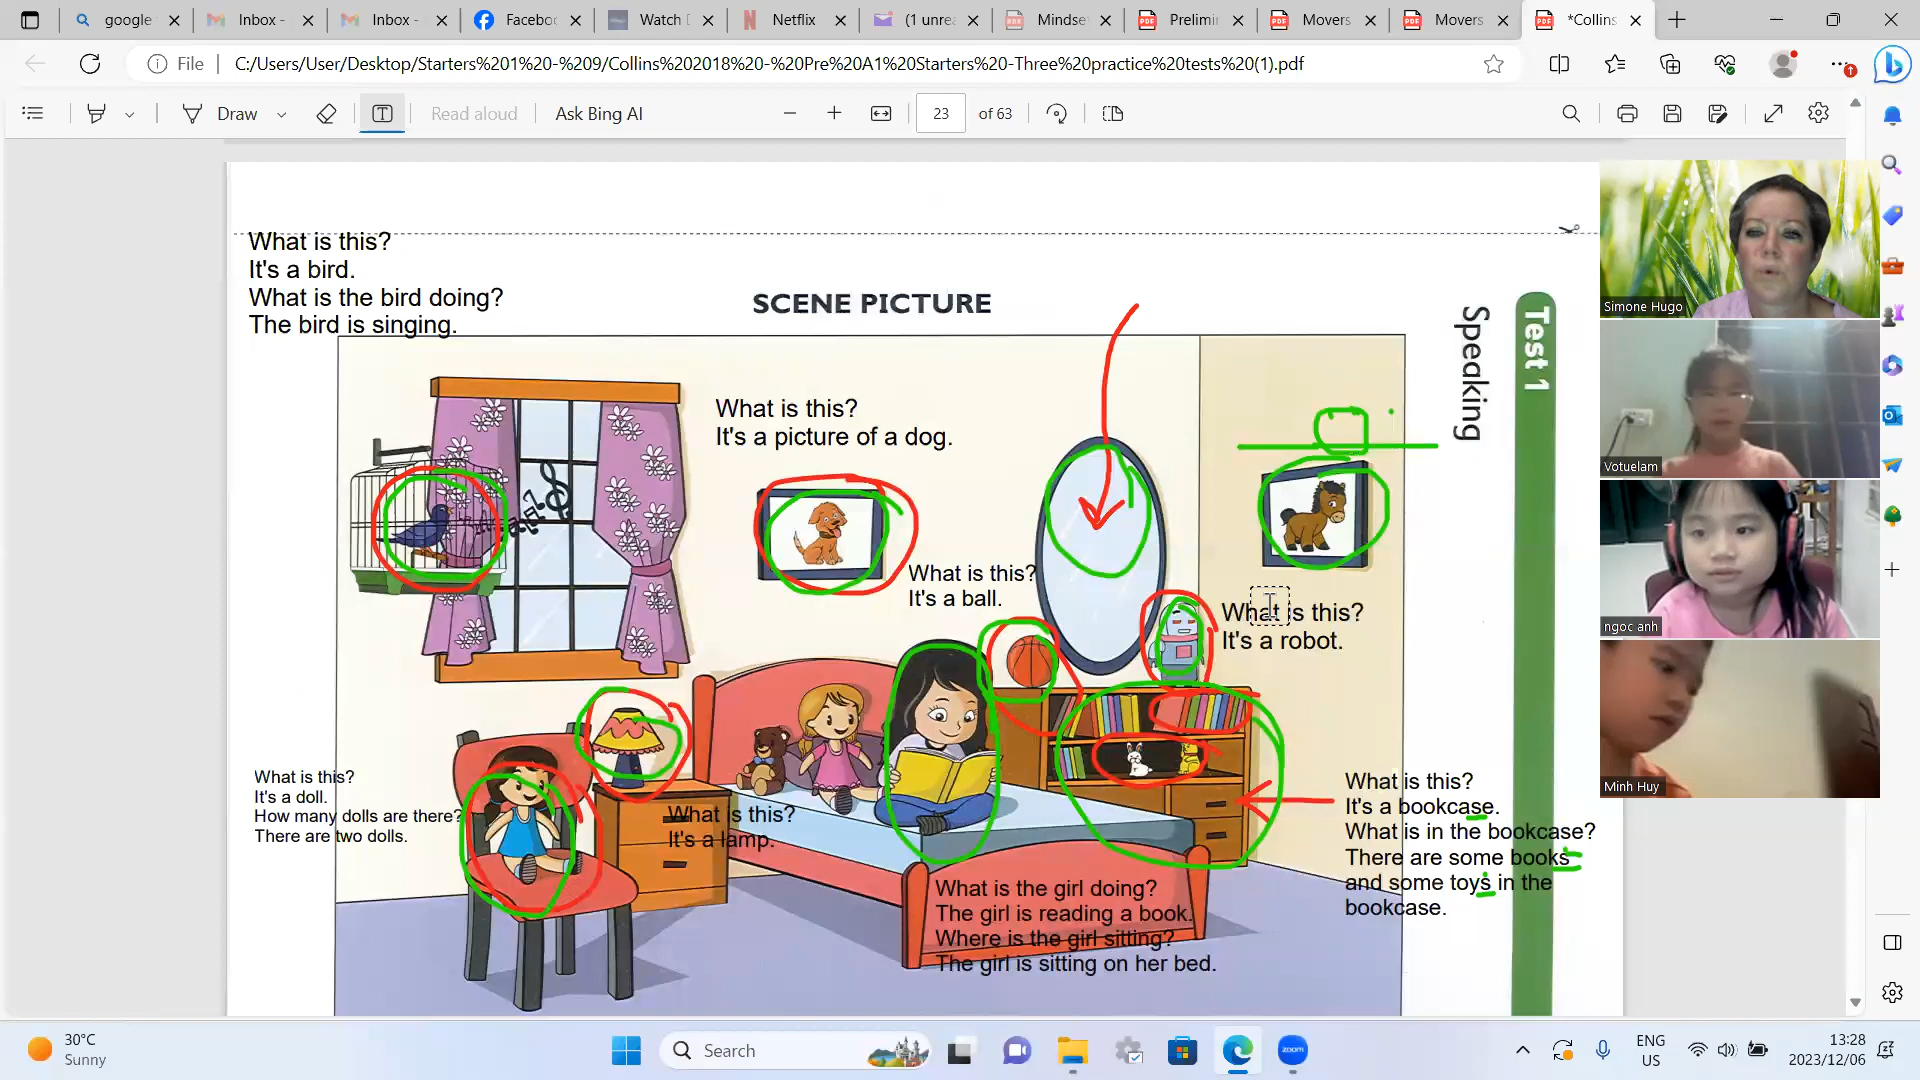 google
Inbox -
Inbox -
Faceboo
Watch D
Netflix
(1 unrea
Mindse
Prelimin
Movers
Movers
*Collins
File
C:/Users/User/Desktop/Starters%201%20-%209/Collins%202018%20-%20Pre%20A1%20Starters%20-Three%20practice%20tests%20(1).pdf
Draw
Read aloud
Ask Bing AI
23 of 63
What is this?
It's a bird.
What is the bird doing?
The bird is singing.
SCENE PICTURE
Test 1
Speaking
What is this?
It's a picture of a dog.
What is this?
It's a ball.
What is this?
It's a robot.
What is this?
It's a doll.
How many dolls are there?
There are two dolls.
What is this?
It's a lamp.
What is this?
It's a bookcase.
What is in the bookcase?
There are some books
and some toys in the
bookcase.
What is the girl doing?
The girl is reading a book.
Where is the girl sitting?
The girl is sitting on her bed.
Simone Hugo
Votuelam
ngoc anh
Minh Huy
30°C
Sunny
Search
zoom
ENG
US
13:28
2023/12/06